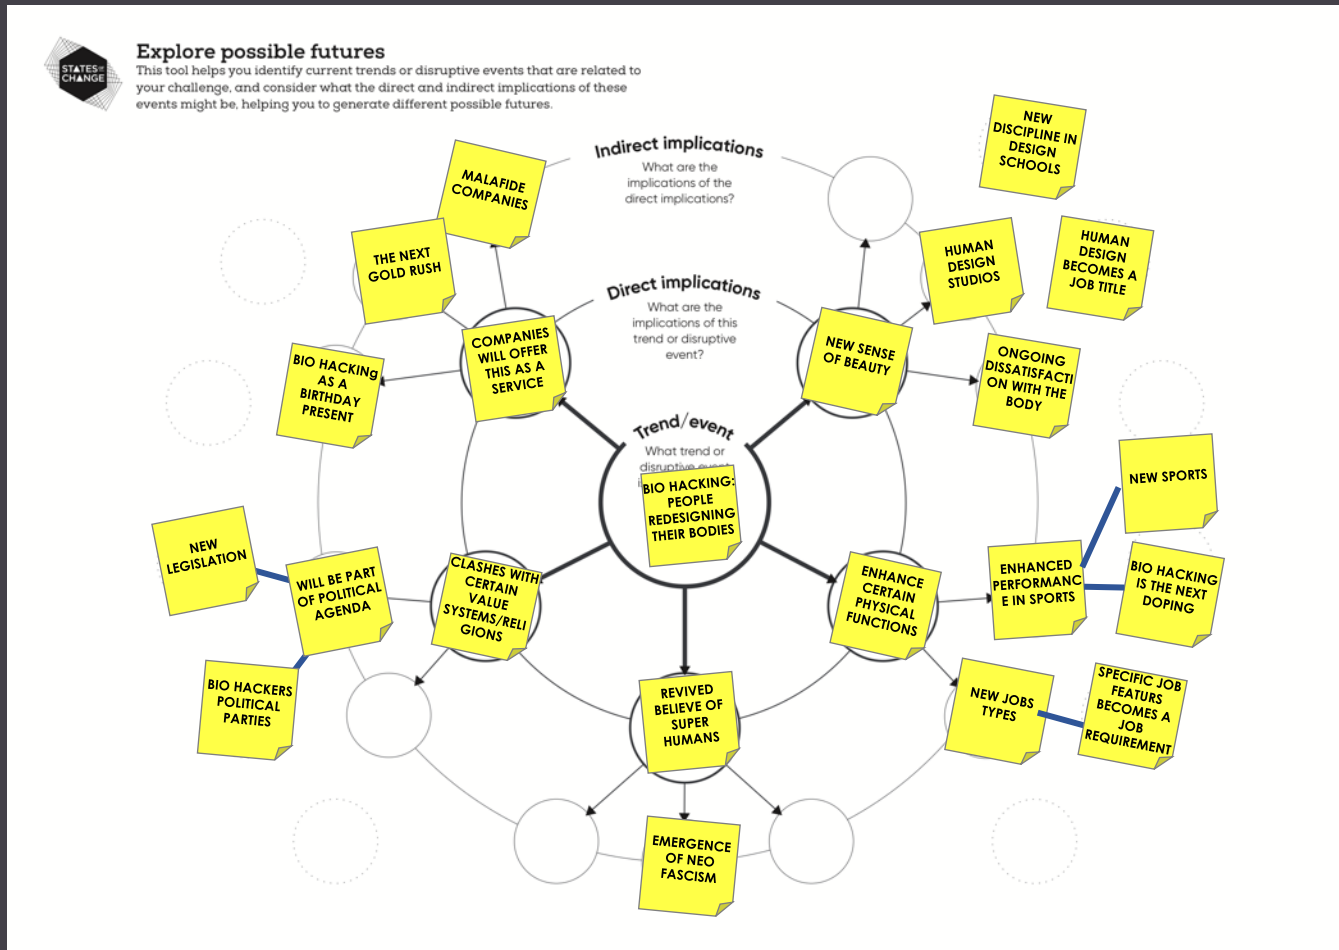 STATES OF
CHANGE
Explore possible futures
This tool helps you identify current trends or disruptive events that are related to
your challenge, and consider what the direct and indirect implications of these
events might be, helping you to generate different possible futures.
Indirect implications
What are the
implications of the
direct implications?
NEW
DISCIPLINE IN
DESIGN
SCHOOLS
MALAFIDE
COMPANIES
THE NEXT
GOLD RUSH
HUMAN
DESIGN
STUDIOS
HUMAN
DESIGN
BECOMES A
JOB TITLE
Direct implications
What are the
implications of this
trend or disruptive
event?
COMPANIES
WILL OFFER
THIS AS A
SERVICE
NEW SENSE
OF BEAUTY
BIO HACKINg
AS A
BIRTHDAY
PRESENT
ONGOING
DISSATISFACTI
ON WITH THE
BODY
Trend/event
What trend or
disruptive event
BIO HACKING:
PEOPLE
REDESIGNING
THEIR BODIES
NEW SPORTS
NEW
LEGISLATION
WILL BE PART
OF POLITICAL
AGENDA
CLASHES WITH
CERTAIN
VALUE
SYSTEMS/RELI
GIONS
ENHANCE
CERTAIN
PHYSICAL
FUNCTIONS
ENHANCED
PERFORMANC
E IN SPORTS
BIO HACKING
IS THE NEXT
DOPING
BIO HACKERS
POLITICAL
PARTIES
REVIVED
BELIEVE OF
SUPER
HUMANS
NEW JOBS
TYPES
SPECIFIC JOB
FEATURS
BECOMES A
JOB
REQUIREMENT
EMERGENCE
OF NEO
FASCISM